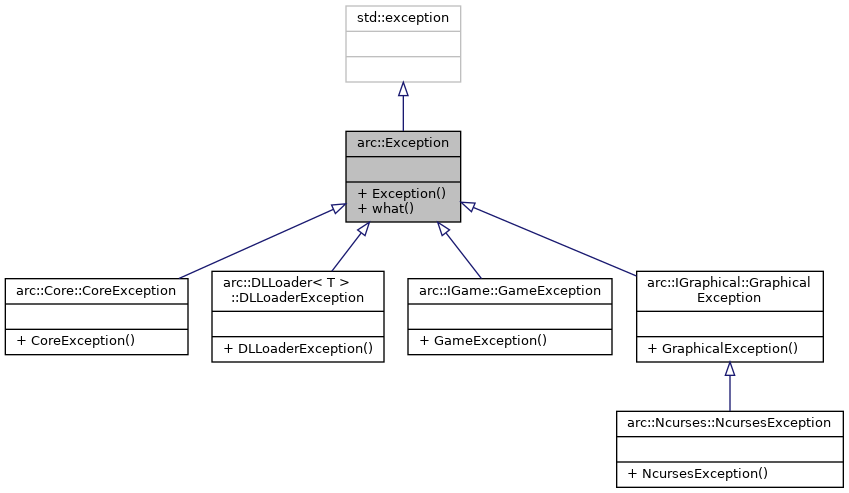 std::exception
arc::Exception
+ Exception()
+ what()
arc::Core::CoreException
+ CoreException()
arc::DLLoader< T >
::DLLoaderException
+ DLLoaderException()
arc::IGame::GameException
+ GameException()
arc::IGraphical::Graphical
Exception
+ GraphicalException()
arc::Ncurses::NcursesException
+ NcursesException()